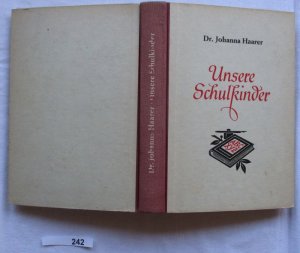 Dr. Johanna Haarer
Unsere
Schulkinder
Dr. Johanna Haarer · Unsere Schulkinder
242